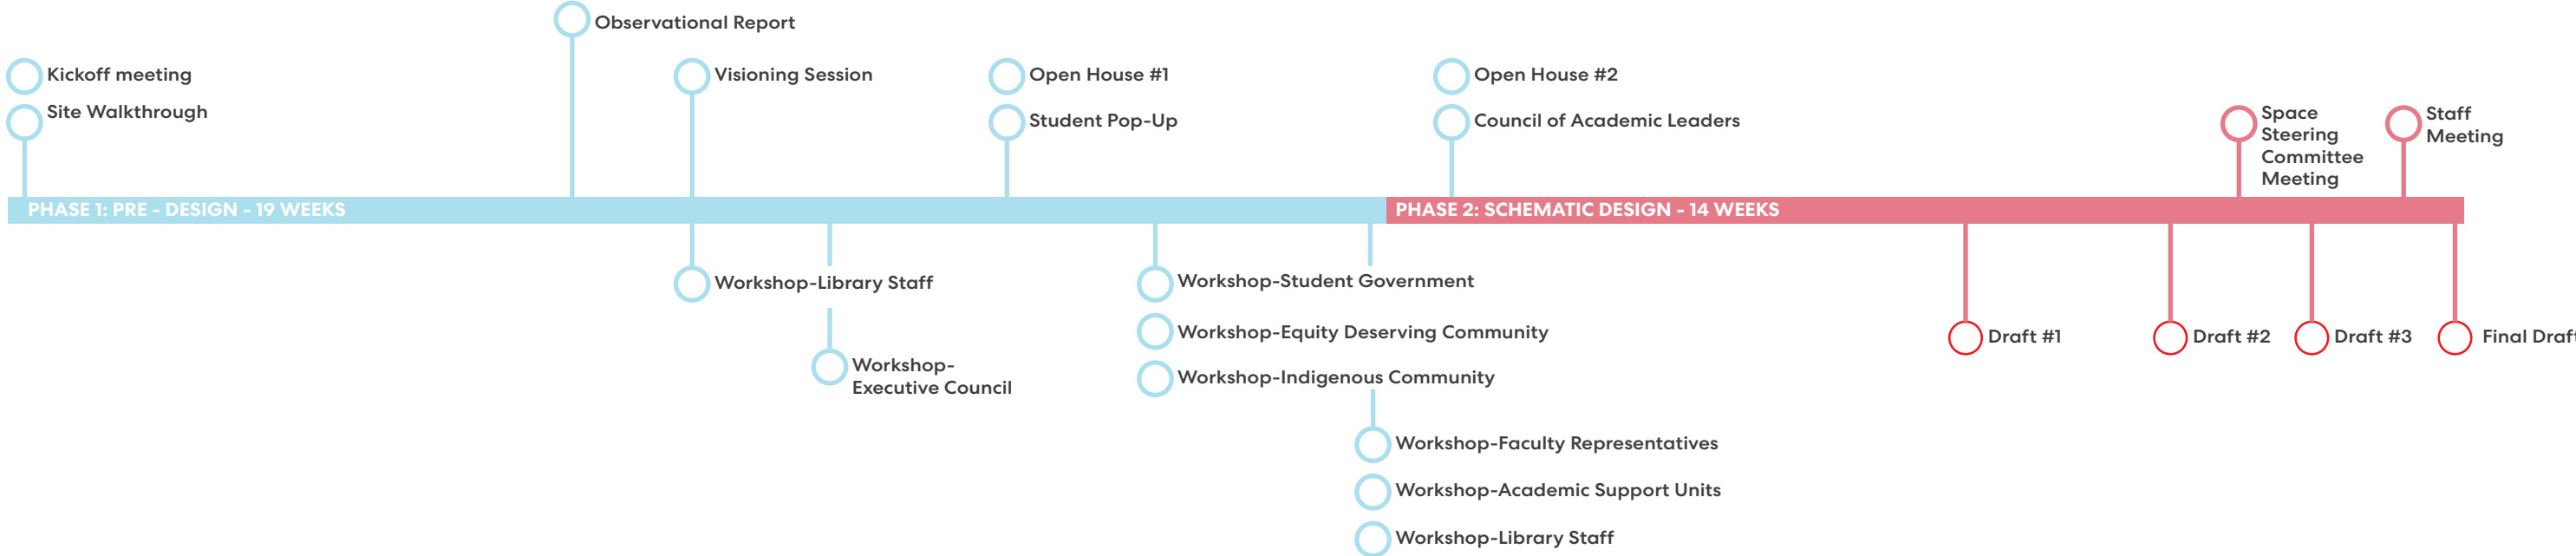 Observational Report
Kickoff meeting
Visioning Session
Open House #1
Open House #2
Site Walkthrough
Student Pop-Up
Council of Academic Leaders
Space
Steering
Committee
Meeting
Staff
Meeting
PHASE 1: PRE - DESIGN - 19 WEEKS
PHASE 2: SCHEMATIC DESIGN - 14 WEEKS
Workshop-Library Staff
Workshop-Student Government
Workshop-Equity Deserving Community
Draft #1
Draft #2
Draft #3
Final Draft
Workshop-
Executive Council
Workshop-Indigenous Community
Workshop-Faculty Representatives
Workshop-Academic Support Units
Workshop-Library Staff